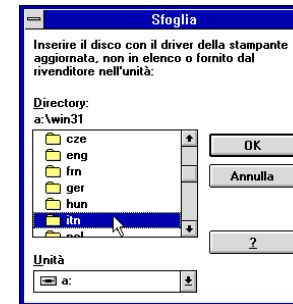 Sfoglia
Inserire il disco con il driver della stampante
aggiornata, non in elenco o fornito dal
rivenditore nell'unità:
Directory:
a:\win31
cze
eng
frn
ger
hun
itn
OK
Annulla
?
Unità
a: